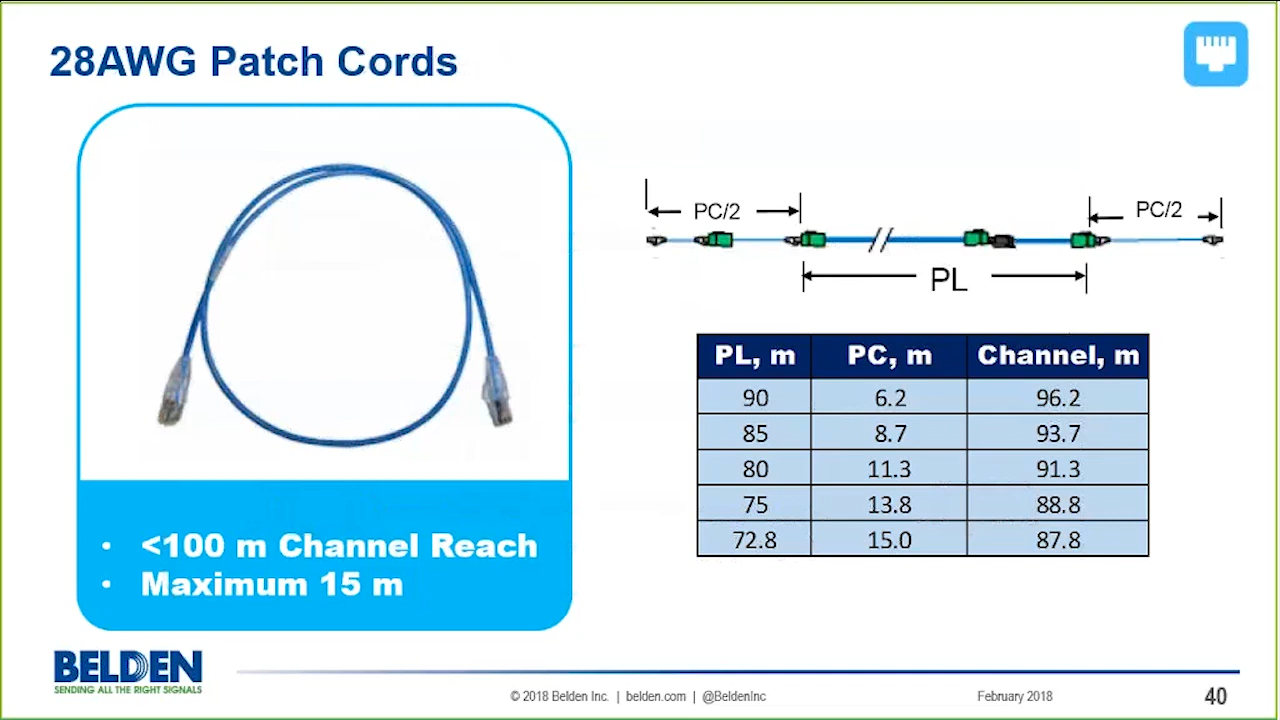 28AWG Patch Cords
PC/2
PC/2
PL
PL, m PC, m Channel, m
90 6.2 96.2
85 8.7 93.7
80 11.3 91.3
75 13.8 88.8
72.8 15.0 87.8
• <100 m Channel Reach
• Maximum 15 m
BELDEN
SENDING ALL THE RIGHT SIGNALS
© 2018 Belden Inc. | belden.com | @BeldenInc
February 2018
40